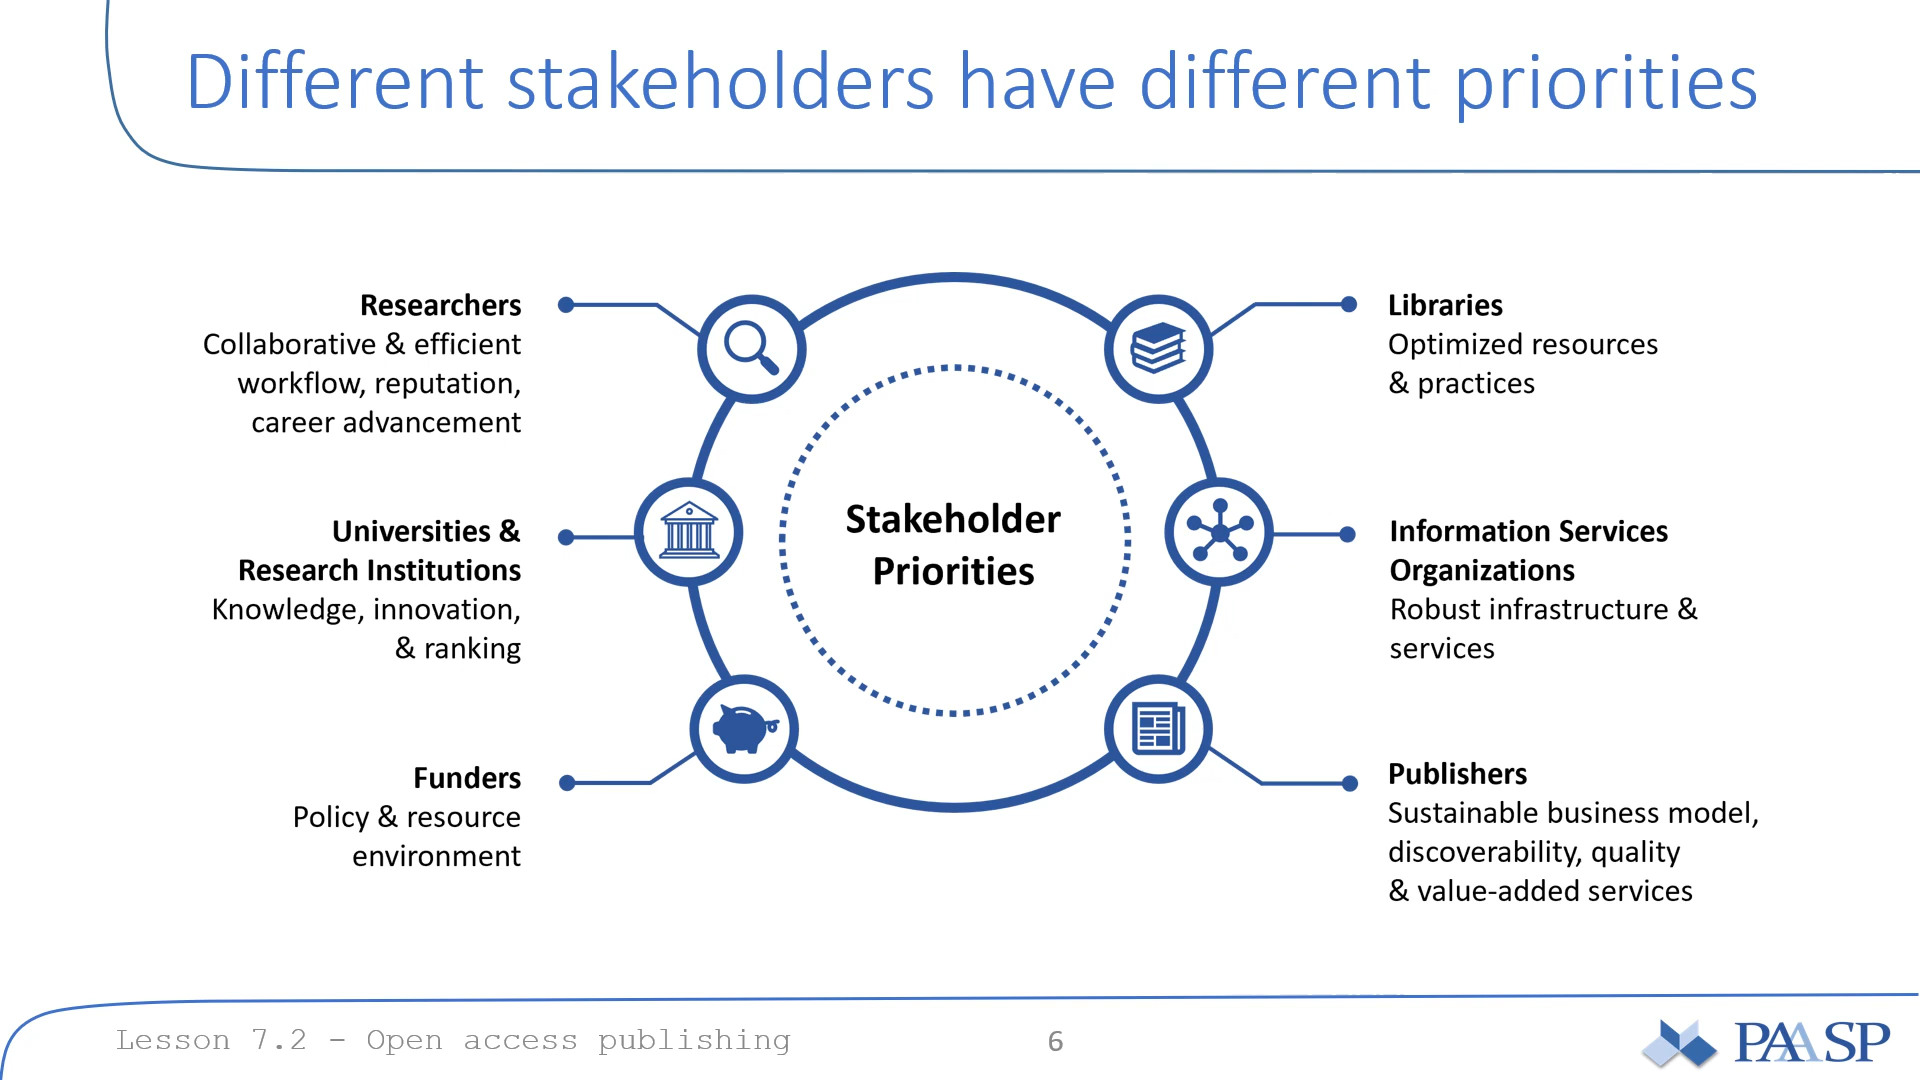 Different stakeholders have different priorities
Researchers
Collaborative & efficient
workflow, reputation,
career advancement
Universities &
Research Institutions
Knowledge, innovation,
& ranking
Funders
Policy & resource
environment
Stakeholder
Priorities
Libraries
Optimized resources
& practices
Information Services
Organizations
Robust infrastructure &
services
Publishers
Sustainable business model,
discoverability, quality
& value-added services
Lesson 7.2 - Open access publishing
6
PAASP